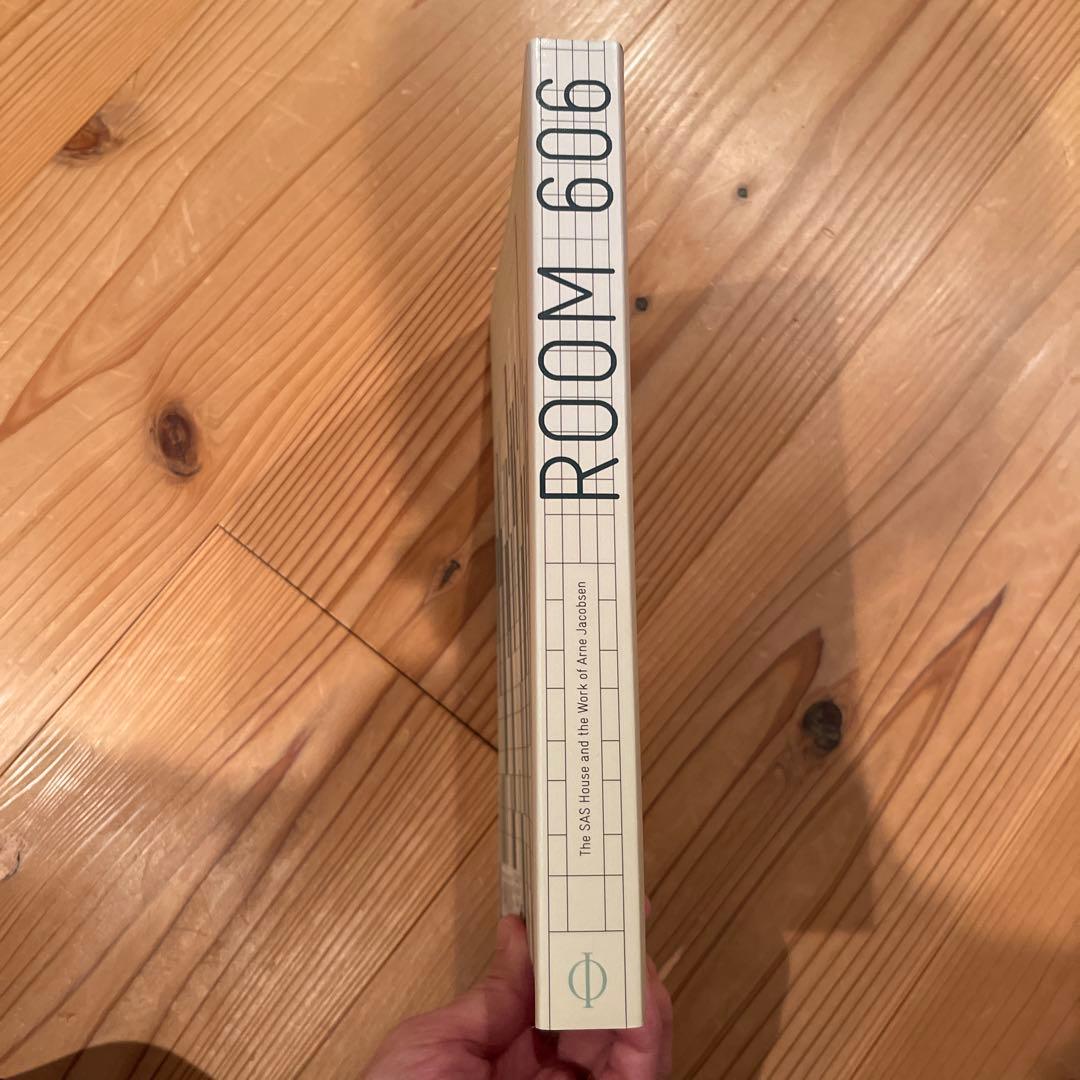 ROOM 606
The SAS House and the Work of Arne Jacobsen
Φ